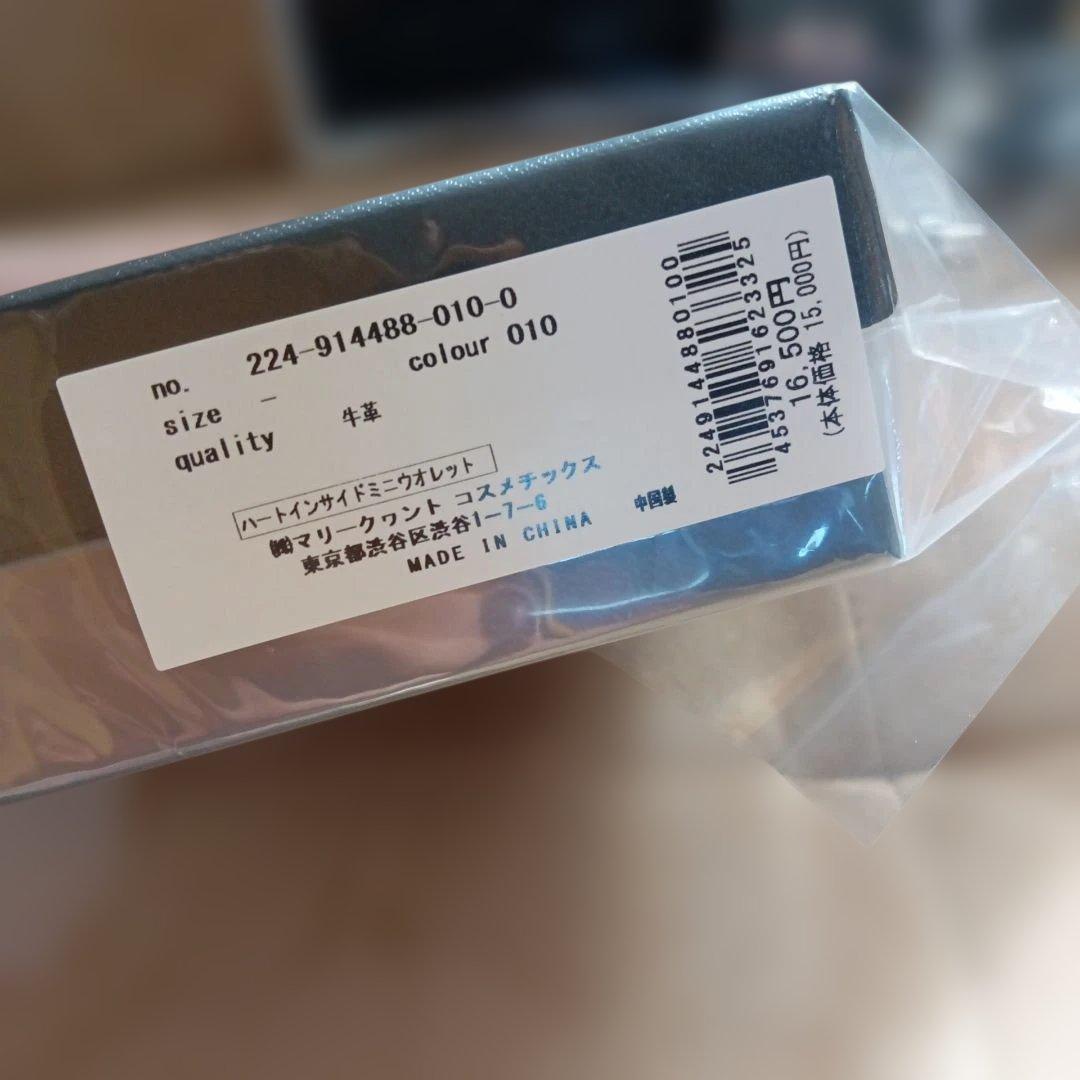 no. 224-914488-010-0
size - colour 010
quality 牛革
ハートインサイドミニウオレット
㈱マリークヮント コスメチックス
東京都渋谷区渋谷1-7-6
MADE IN CHINA 中国製
2249144880100
4537691623325
16,500円
(本体価格 15,000円)